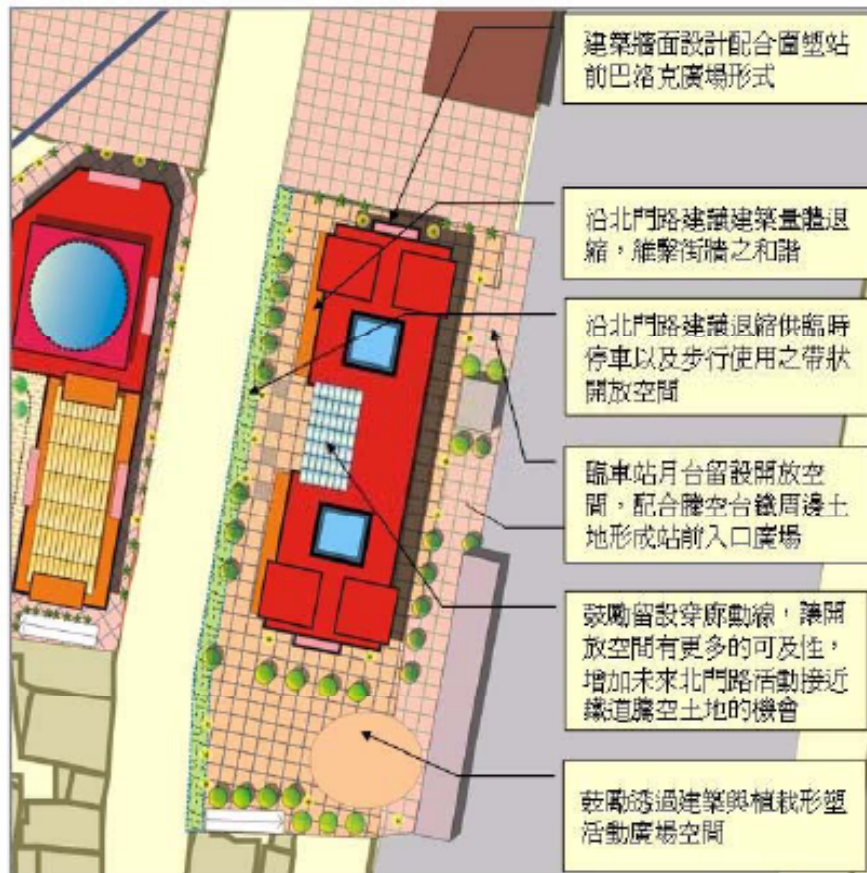 建築牆面設計配合圍塑站
前巴洛克廣場形式
沿北門路建議建築量體退
縮，維繫街牆之和諧
沿北門路建議退縮供臨時
停車以及步行使用之帶狀
開放空間
臨車站月台留設開放空
間，配合騰空台鐵周邊土
地形成站前入口廣場
鼓勵留設穿廊動線，讓開
放空間有更多的可及性，
增加未來北門路活動接近
鐵道騰空土地的機會
鼓勵透過建築與植栽形塑
活動廣場空間